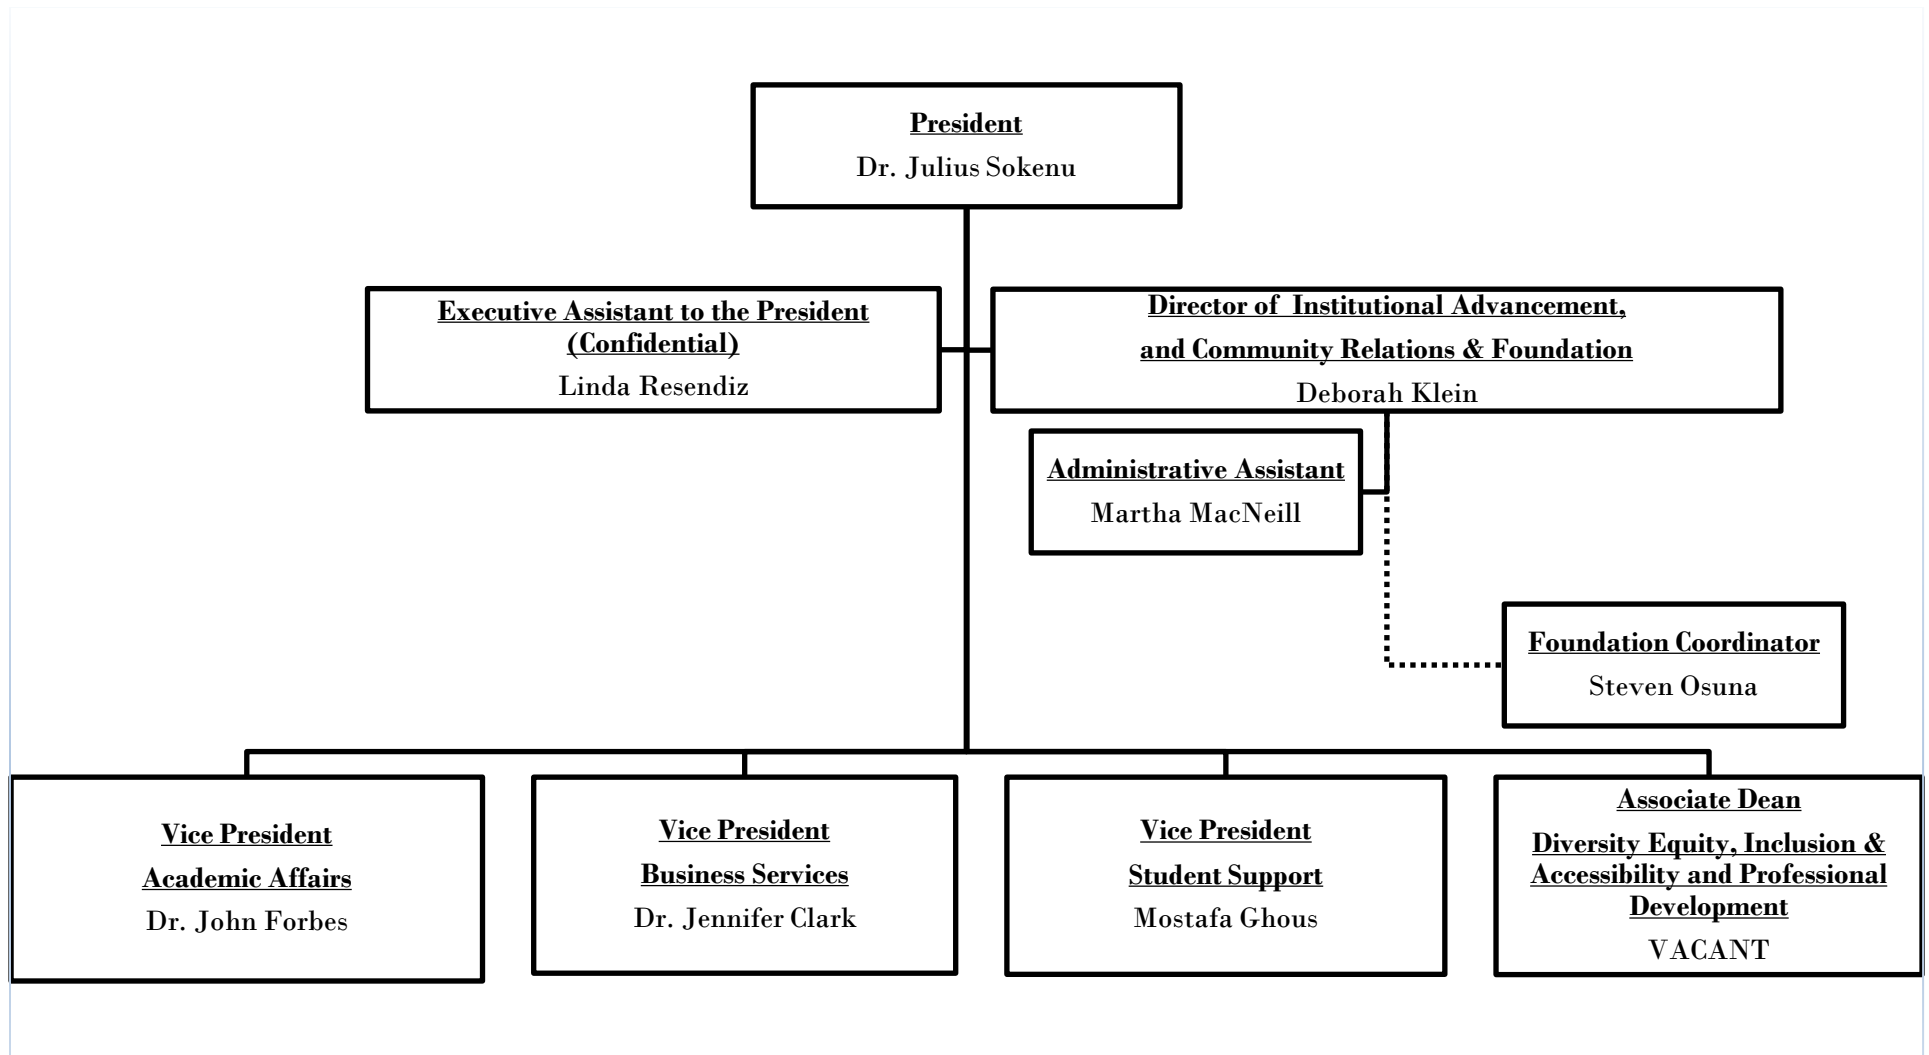 President
Dr. Julius Sokenu
Executive Assistant to the President
(Confidential)
Linda Resendiz
Director of  Institutional Advancement,
and Community Relations & Foundation
Deborah Klein
Administrative Assistant
Martha MacNeill
Foundation Coordinator
Steven Osuna
Vice President
Academic Affairs
Dr. John Forbes
Vice President
Business Services
Dr. Jennifer Clark
Vice President
Student Support
Mostafa Ghous
Associate Dean
Diversity Equity, Inclusion &
Accessibility and Professional
Development
VACANT